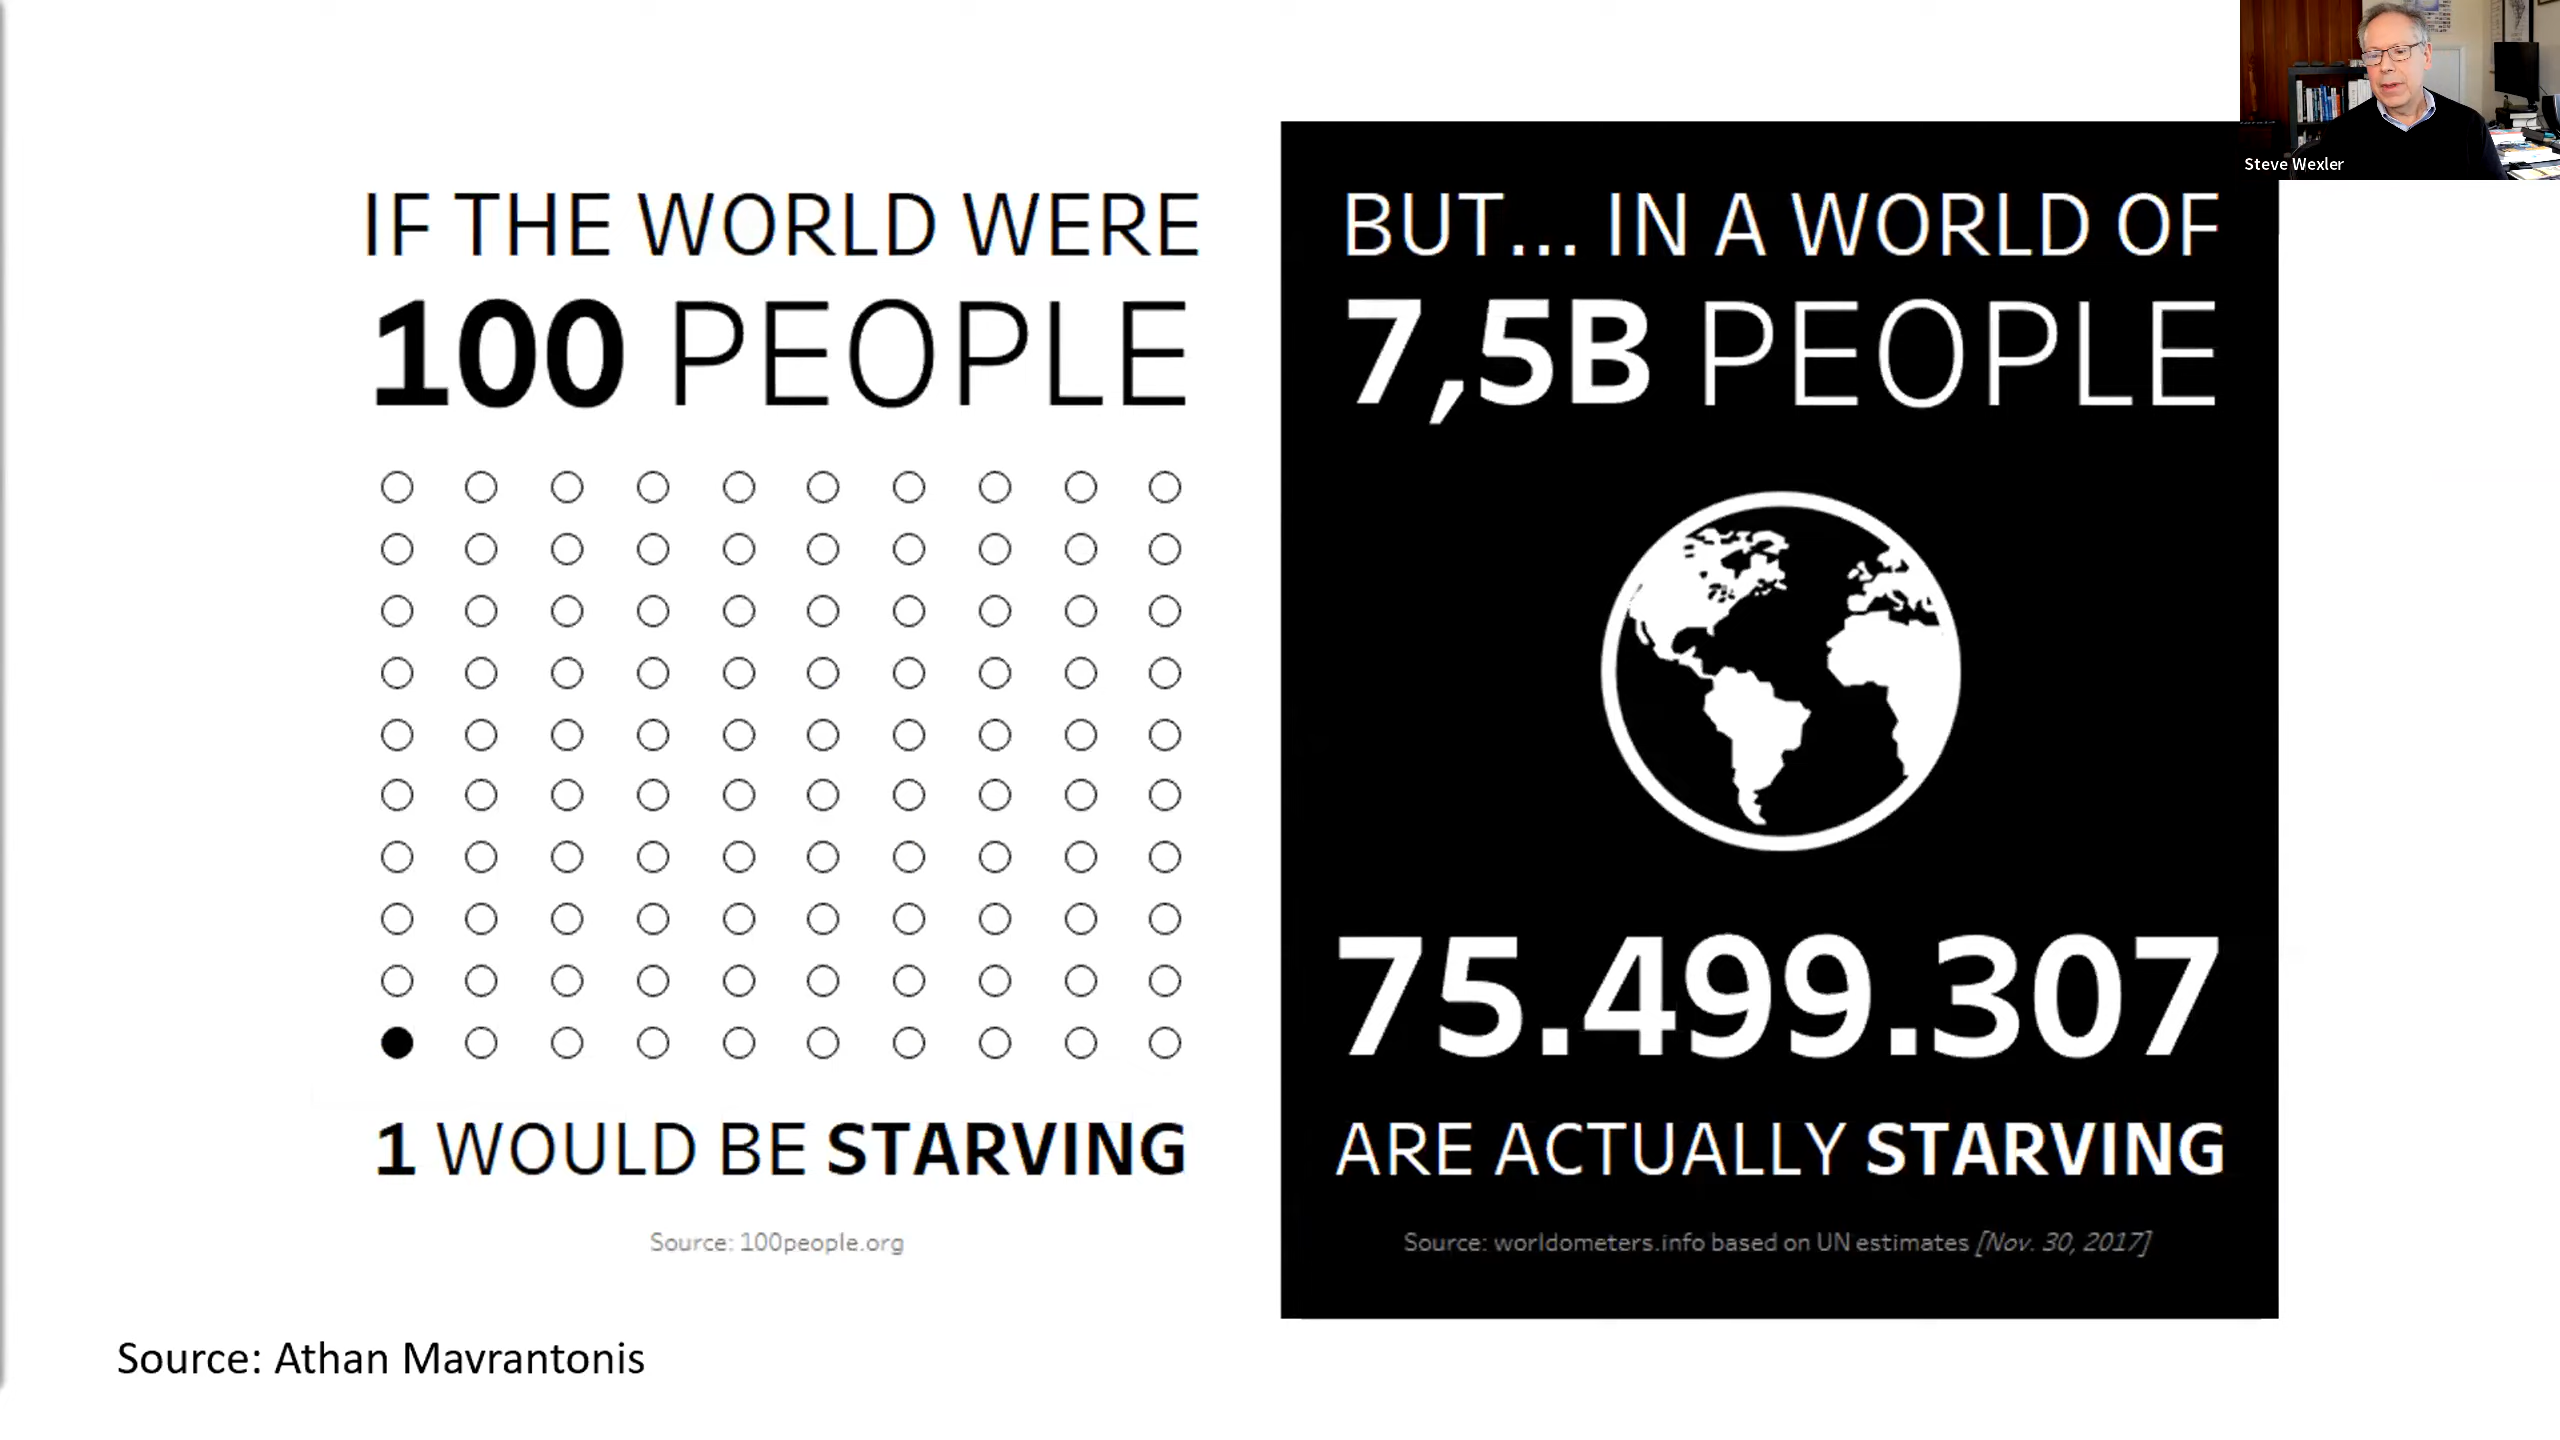 IF THE WORLD WERE
100 PEOPLE
1 WOULD BE STARVING
Source: 100people.org
BUT... IN A WORLD OF
7,5B PEOPLE
75.499.307
ARE ACTUALLY STARVING
Source: worldometers.info based on UN estimates [Nov. 30, 2017]
Source: Athan Mavrantonis
Steve Wexler